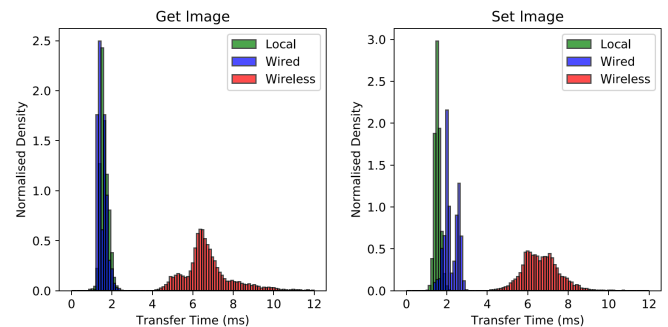 Get Image
Normalised Density
2.5
2.0
1.5
1.0
0.5
0.0
Local
Wired
Wireless
0 2 4 6 8 10 12
Transfer Time (ms)
Set Image
Normalised Density
3.0
2.5
2.0
1.5
1.0
0.5
0.0
Local
Wired
Wireless
0 2 4 6 8 10 12
Transfer Time (ms)